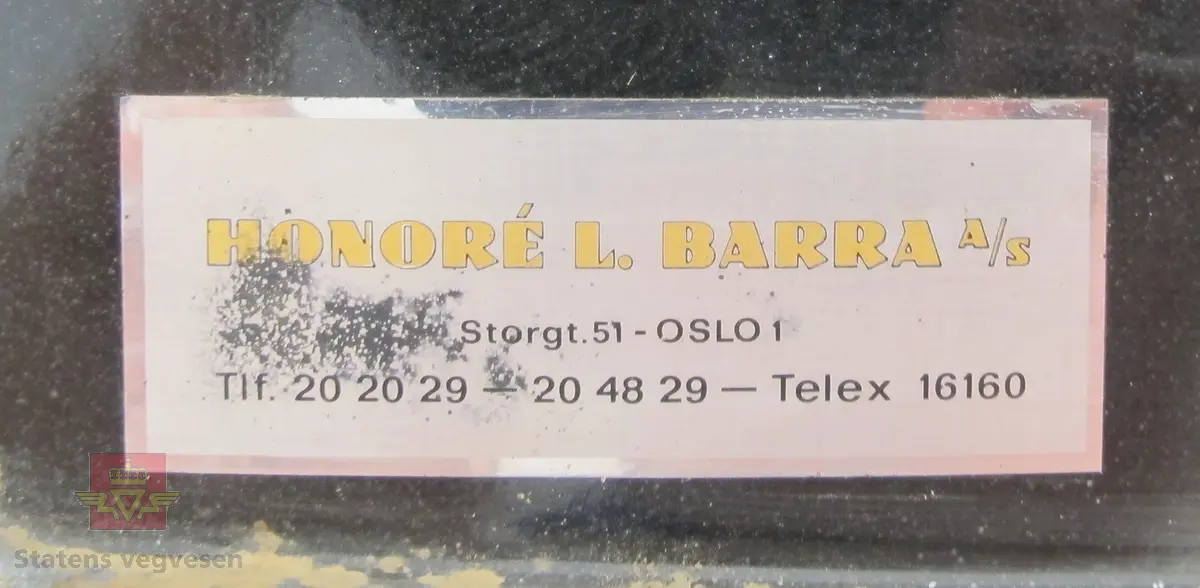 HONORÉ L. BARRA A/S
Storgt. 51 - OSLO 1
Tlf. 20 20 29 — 20 48 29 — Telex 16160
Statens vegvesen